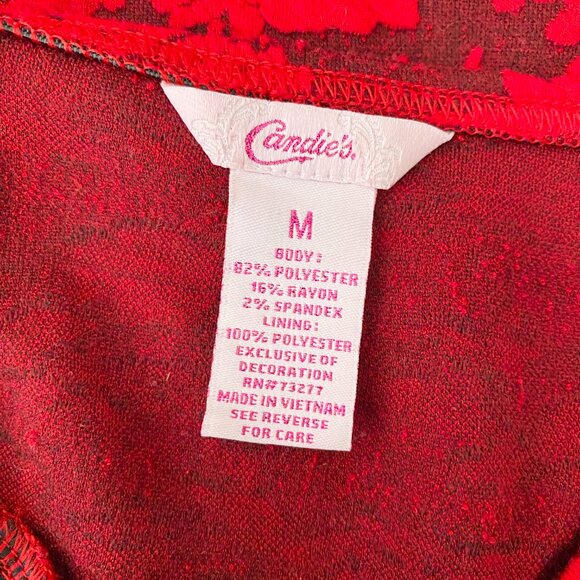 Candie's.
M
BODY:
82% POLYESTER
16% RAYON
2% SPANDEX
LINING:
100% POLYESTER
EXCLUSIVE OF
DECORATION
RN#73277
MADE IN VIETNAM
SEE REVERSE
FOR CARE